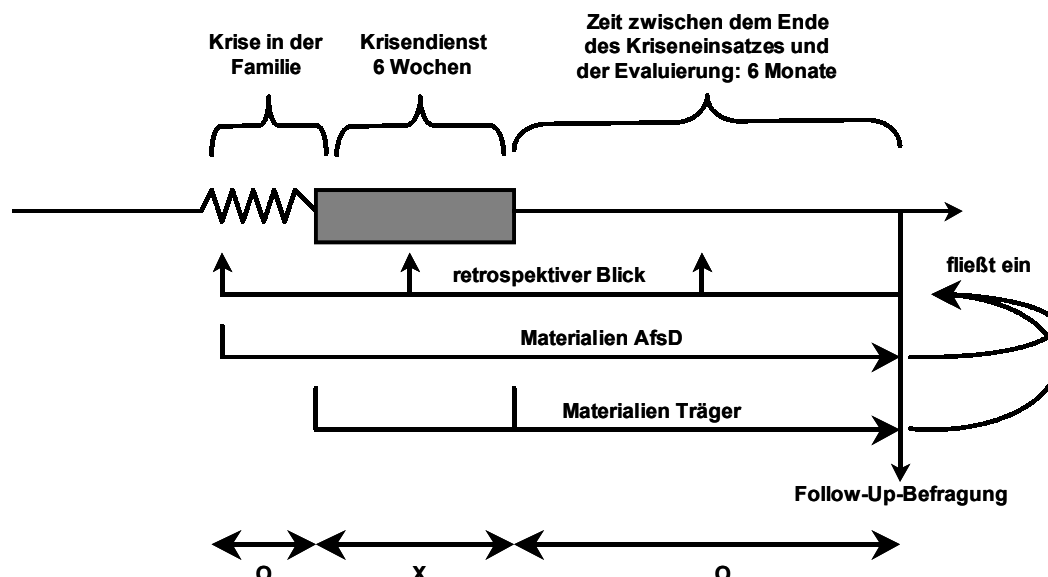 Krise in der
Familie
Krisendienst
6 Wochen
Zeit zwischen dem Ende
des Kriseneinsatzes und
der Evaluierung: 6 Monate
retrospektiver Blick
fließt ein
Materialien AfsD
Materialien Träger
Follow-Up-Befragung
O X O